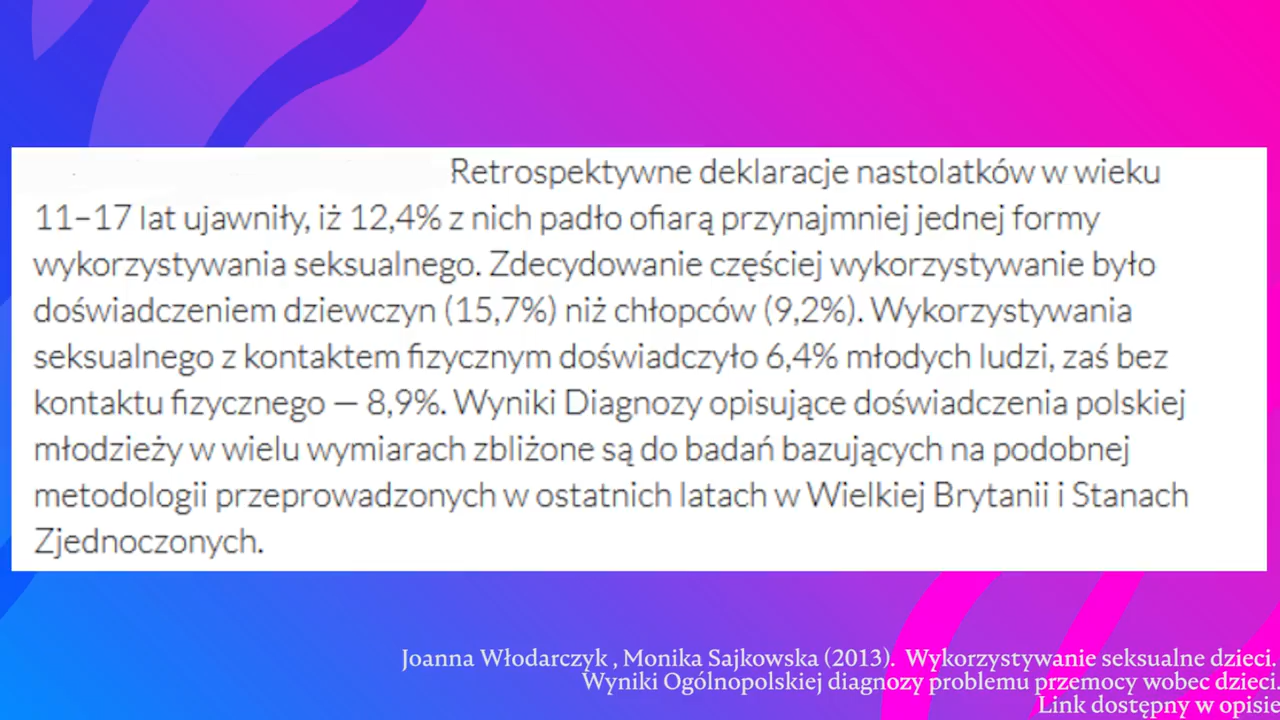 Retrospektywne deklaracje nastolatków w wieku
11–17 lat ujawniły, iż 12,4% z nich padło ofiarą przynajmniej jednej formy
wykorzystywania seksualnego. Zdecydowanie częściej wykorzystywanie było
doświadczeniem dziewczyn (15,7%) niż chłopców (9,2%). Wykorzystywania
seksualnego z kontaktem fizycznym doświadczyło 6,4% młodych ludzi, zaś bez
kontaktu fizycznego — 8,9%. Wyniki Diagnozy opisujące doświadczenia polskiej
młodzieży w wielu wymiarach zbliżone są do badań bazujących na podobnej
metodologii przeprowadzonych w ostatnich latach w Wielkiej Brytanii i Stanach
Zjednoczonych.
Joanna Włodarczyk , Monika Sajkowska (2013). Wykorzystywanie seksualne dzieci.
Wyniki Ogólnopolskiej diagnozy problemu przemocy wobec dzieci.
Link dostępny w opisie